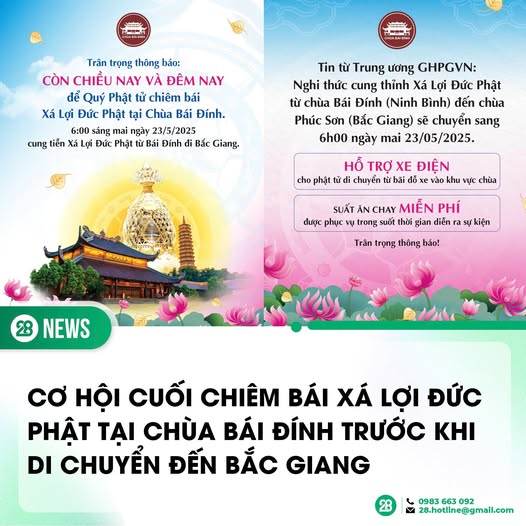 CHÙA BÁI ĐÍNH
Trân trọng thông báo:
CÒN CHIỀU NAY VÀ ĐÊM NAY
để Quý Phật tử chiêm bái
Xá Lợi Đức Phật tại Chùa Bái Đính.
6:00 sáng mai ngày 23/5/2025
cung tiễn Xá Lợi Đức Phật từ Bái Đính đi Bắc Giang.
CHÙA BÁI ĐÍNH
Tin từ Trung ương GHPGVN:
Nghi thức cung thỉnh Xá Lợi Đức Phật
từ chùa Bái Đính (Ninh Bình) đến chùa
Phúc Sơn (Bắc Giang) sẽ chuyển sang
6h00 ngày mai 23/05/2025.
HỖ TRỢ XE ĐIỆN
cho phật tử di chuyển từ bãi đỗ xe vào khu vực chùa
SUẤT ĂN CHAY MIỄN PHÍ
được phục vụ trong suốt thời gian diễn ra sự kiện
Trân trọng thông báo!
28 NEWS
CƠ HỘI CUỐI CHIÊM BÁI XÁ LỢI ĐỨC
PHẬT TẠI CHÙA BÁI ĐÍNH TRƯỚC KHI
DI CHUYỂN ĐẾN BẮC GIANG
28
0983 663 092
28.hotline@gmail.com